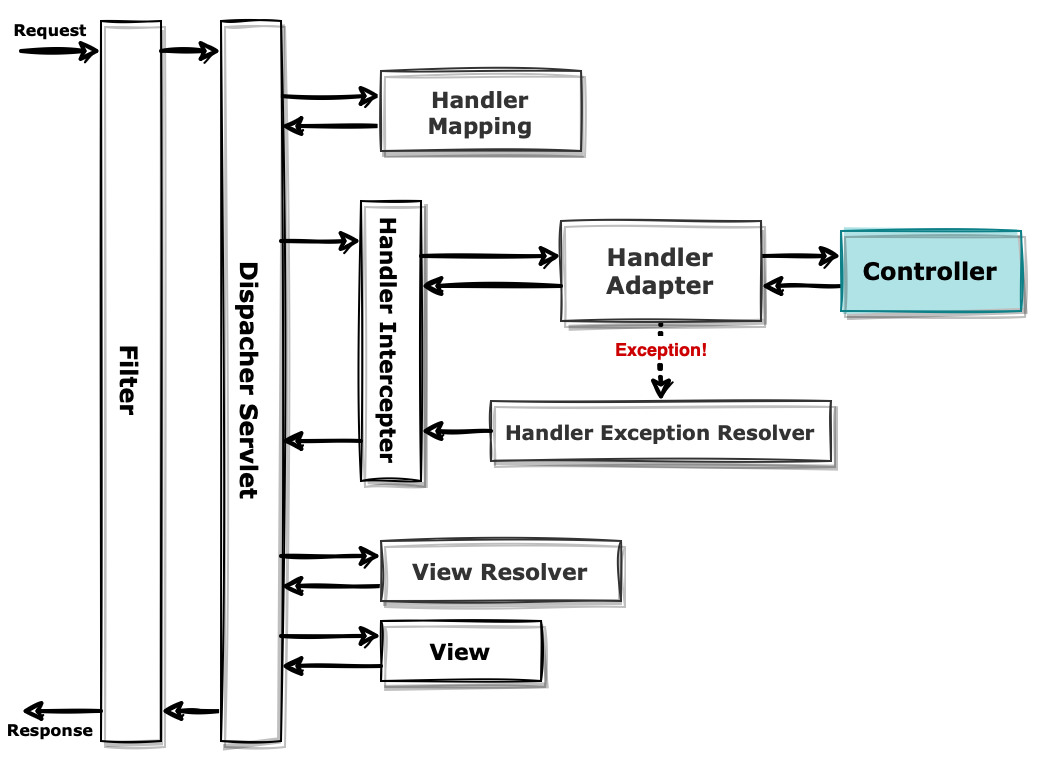 Request
Handler
Mapping
Filter
Dispacher Servlet
Handler Intercepter
Handler
Adapter
Controller
Exception!
Handler Exception Resolver
View Resolver
View
Response